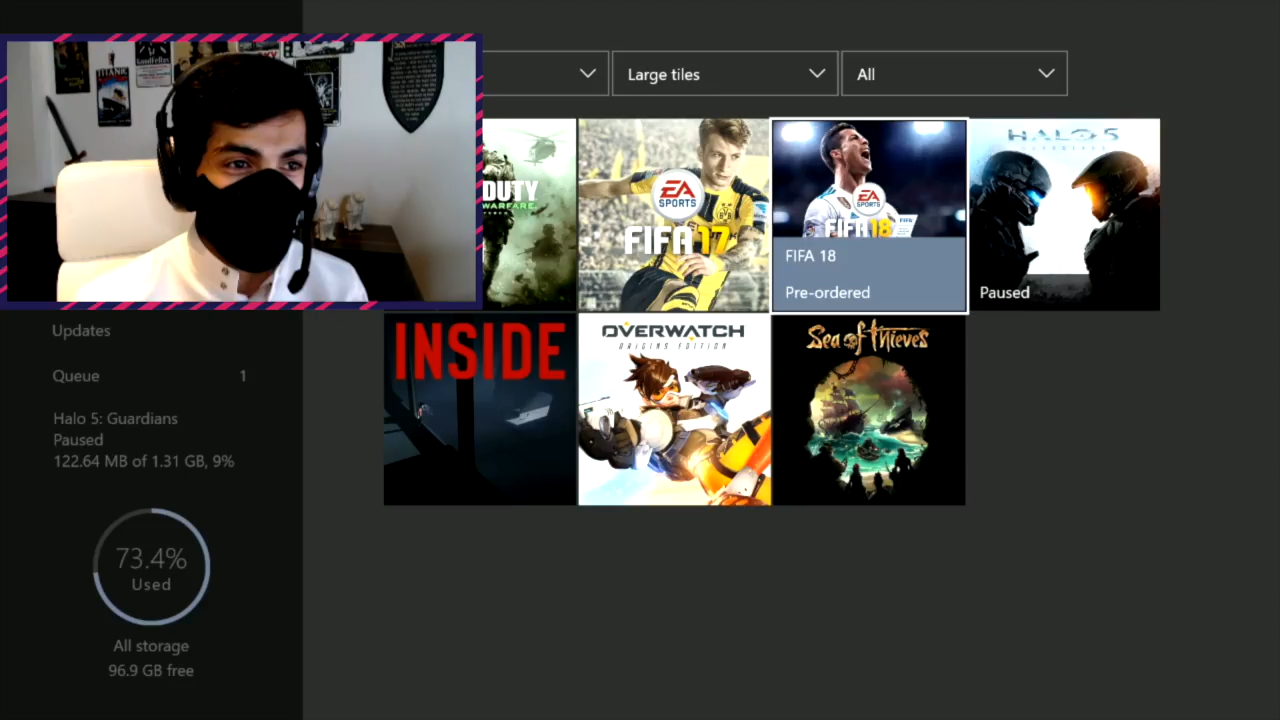 TITANIC
GoodFellas
Large tiles
All
DUTY
WARFARE
EA
SPORTS
FIFA 17
EA
SPORTS
FIFA 18
FIFA 18
Pre-ordered
HALO 5
Paused
INSIDE
OVERWATCH
ORIGINS EDITION
Sea of Thieves
Updates
Queue 1
Halo 5: Guardians
Paused
122.64 MB of 1.31 GB, 9%
73.4%
Used
All storage
96.9 GB free